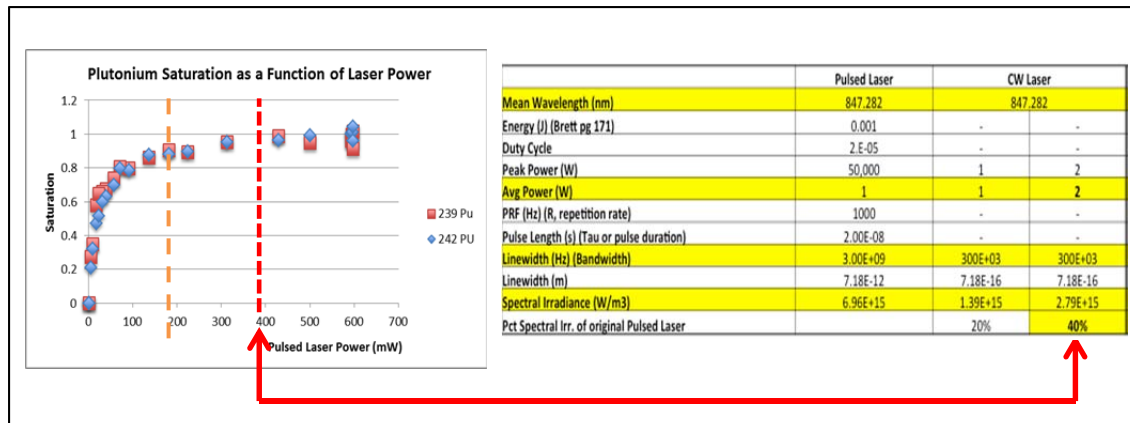 Plutonium Saturation as a Function of Laser Power
1.2
1
0.8
0.6
0.4
0.2
0
Saturation
0 100 200 300 400 500 600 700
Pulsed Laser Power (mW)
239 Pu
242 PU
Pulsed Laser CW Laser
Mean Wavelength (nm) 847.282 847.282
Energy (J) (Brett pg 171) 0.001 - -
Duty Cycle 2.E-05 - -
Peak Power (W) 50,000 1 2
Avg Power (W) 1 1 2
PRF (Hz) (R, repetition rate) 1000 - -
Pulse Length (s) (Tau or pulse duration) 2.00E-08 - -
Linewidth (Hz) (Bandwidth) 3.00E+09 300E+03 300E+03
Linewidth (m) 7.18E-12 7.18E-16 7.18E-16
Spectral Irradiance (W/m3) 6.96E+15 1.39E+15 2.79E+15
Pct Spectral Irr. of original Pulsed Laser 20% 40%